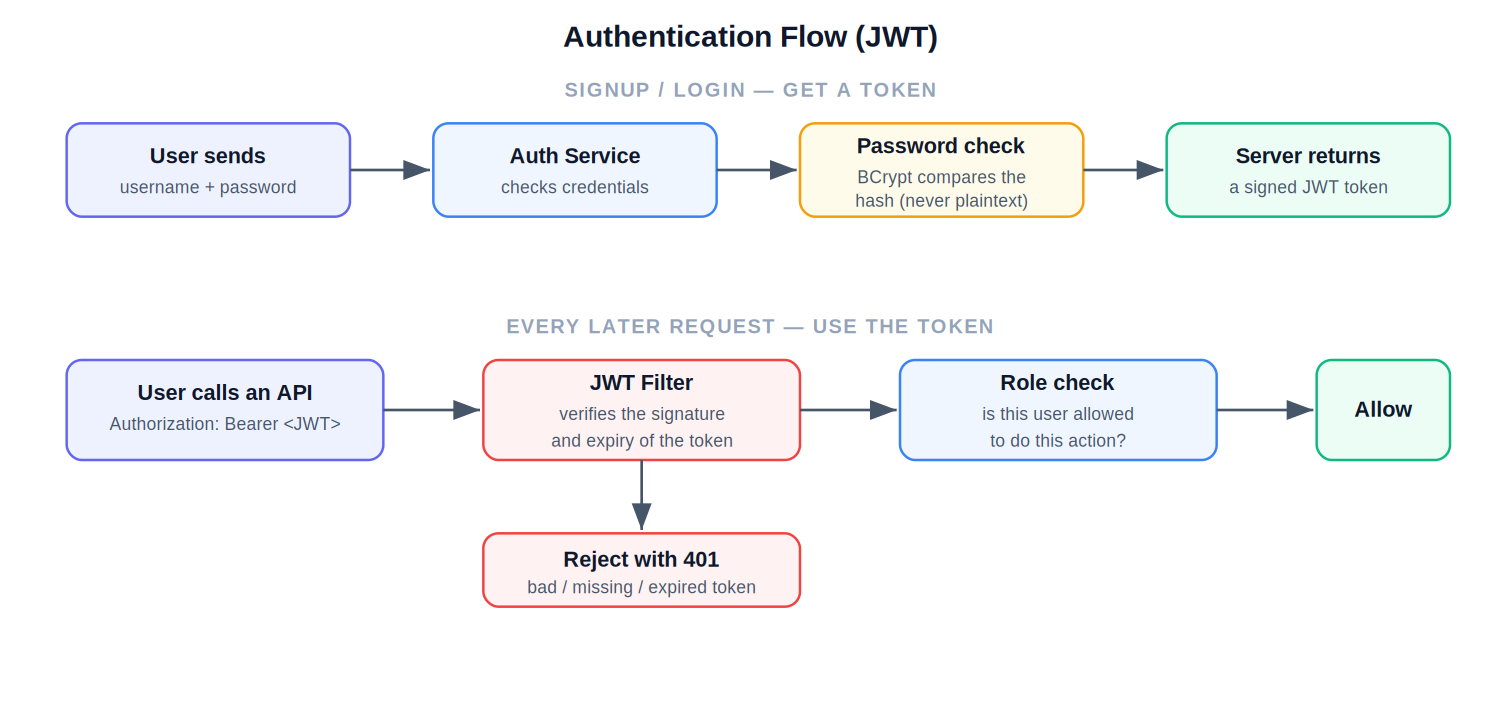 Authentication Flow (JWT)
SIGNUP / LOGIN — GET A TOKEN
User sends
username + password
Auth Service
checks credentials
Password check
BCrypt compares the
hash (never plaintext)
Server returns
a signed JWT token
EVERY LATER REQUEST — USE THE TOKEN
User calls an API
Authorization: Bearer <JWT>
JWT Filter
verifies the signature
and expiry of the token
Role check
is this user allowed
to do this action?
Allow
Reject with 401
bad / missing / expired token